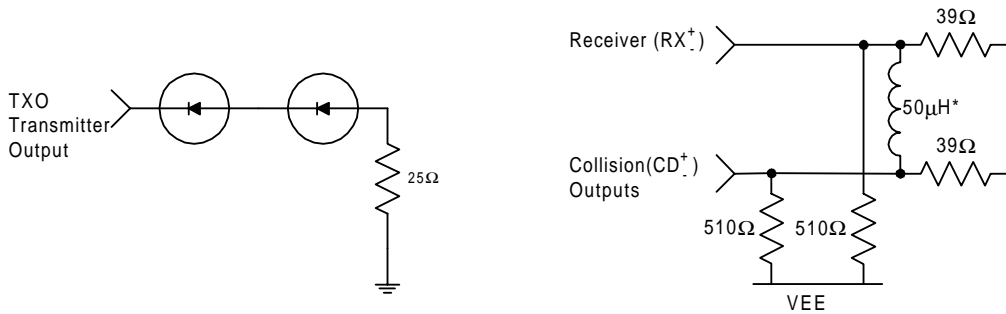 TXO
Transmitter
Output
25Ω
Receiver (RX±)
39Ω
50μH*
39Ω
Collision(CD±)
Outputs
510Ω 510Ω
VEE